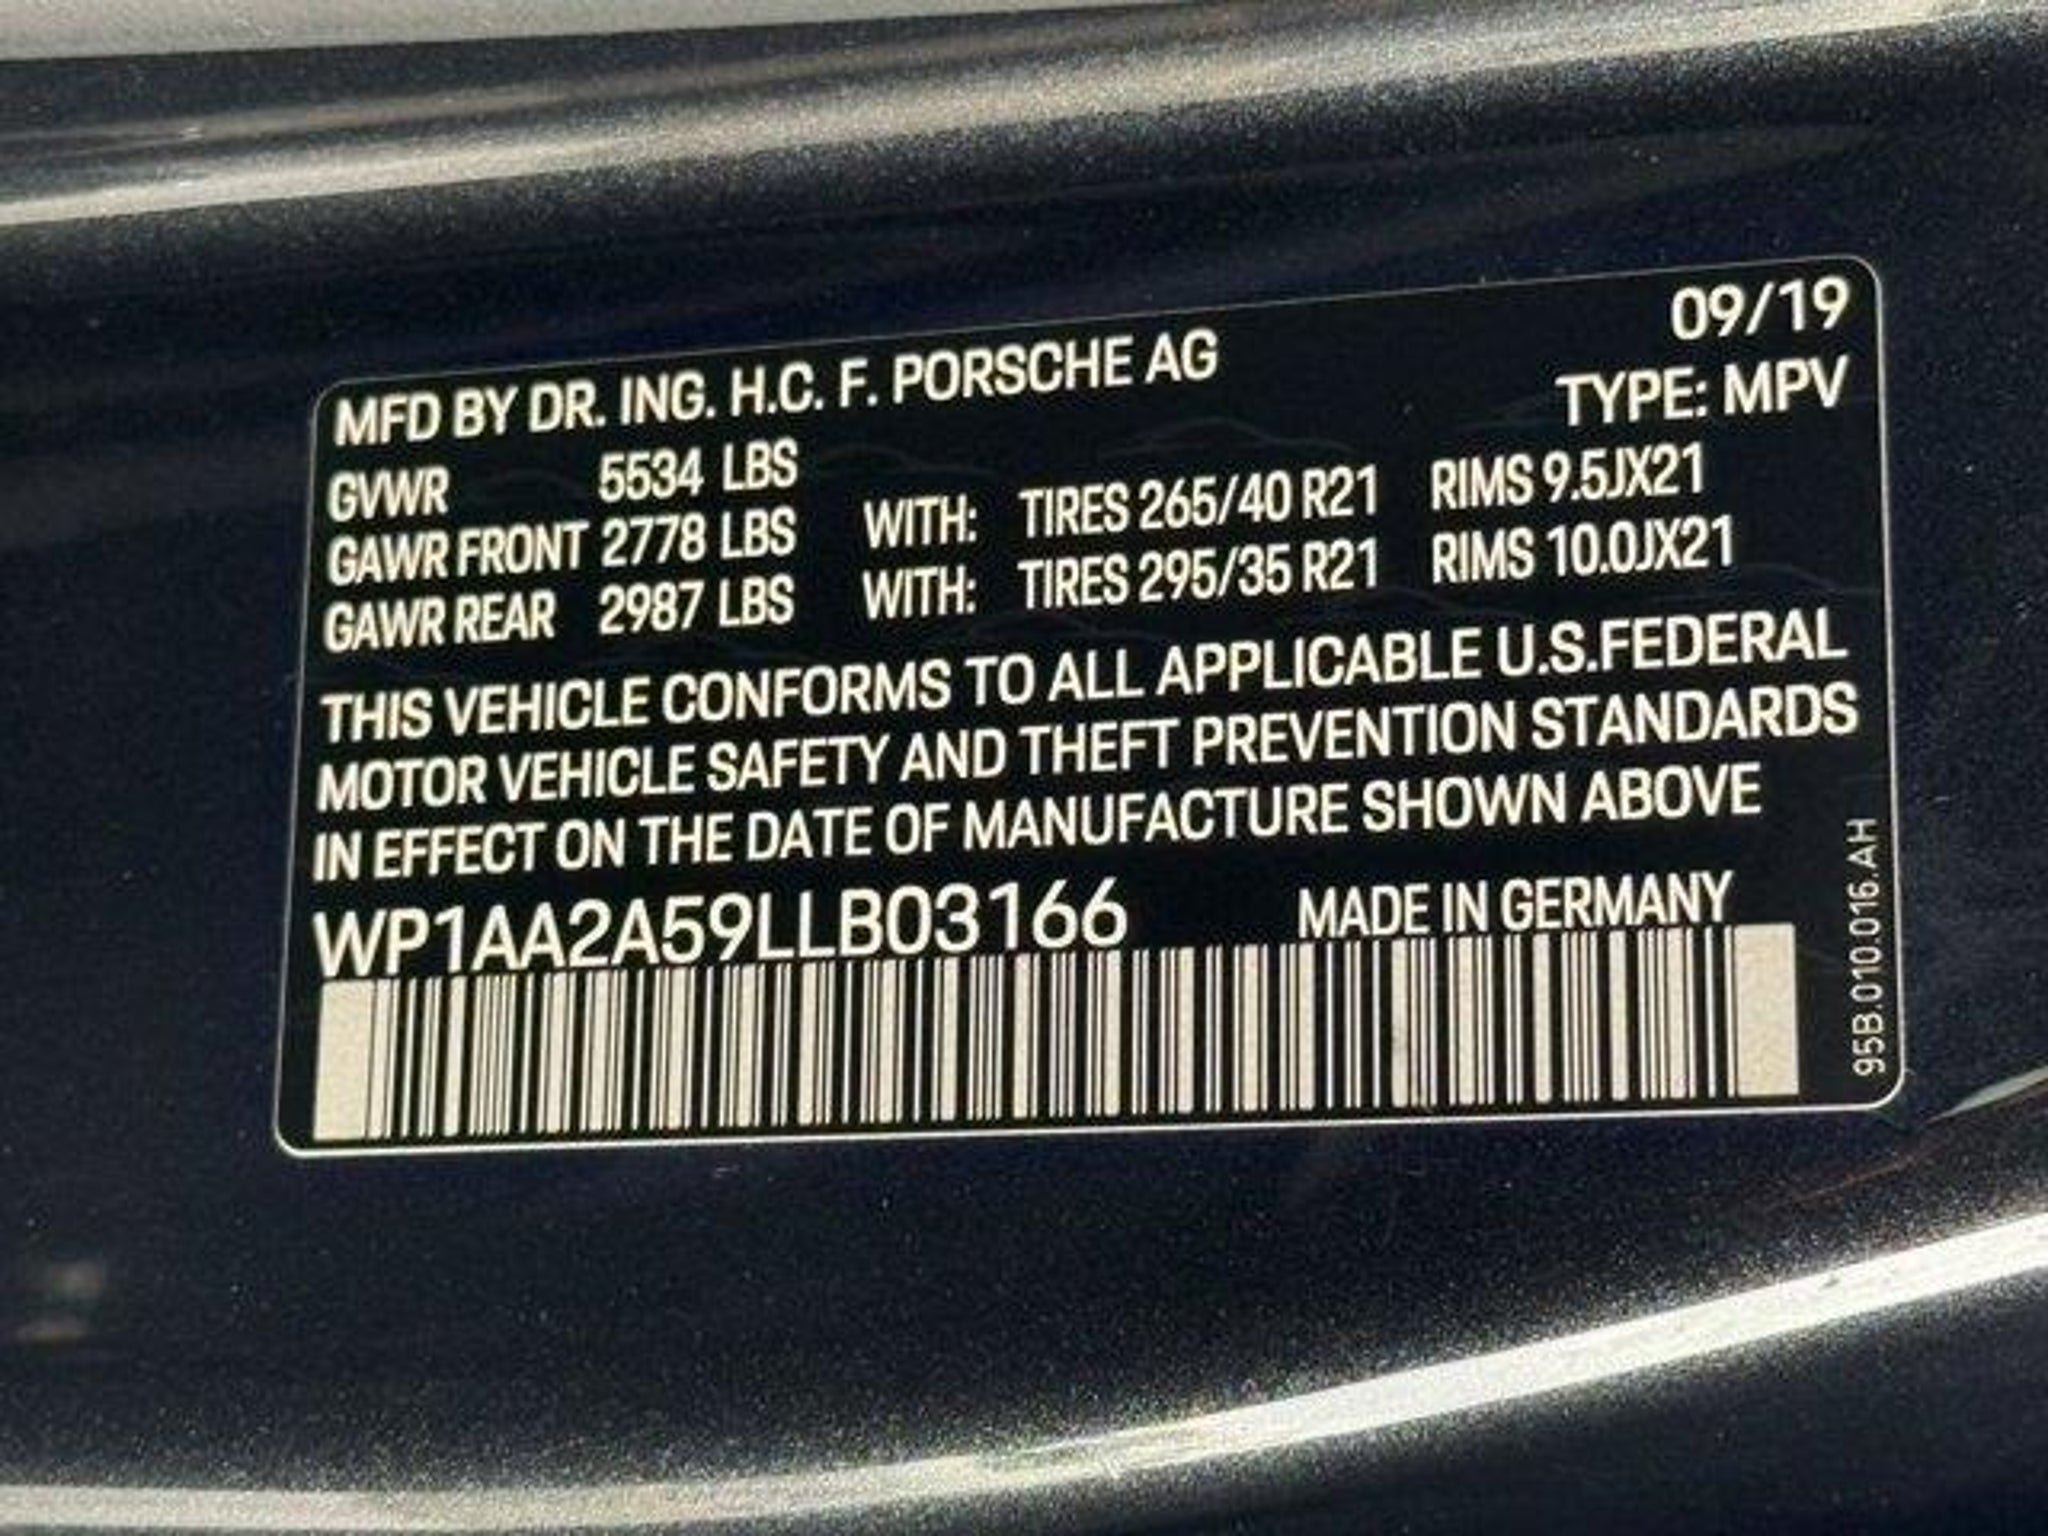 09/19
MFD BY DR. ING. H.C. F. PORSCHE AG
TYPE: MPV
GVWR 5534 LBS
GAWR FRONT 2778 LBS WITH: TIRES 265/40 R21 RIMS 9.5JX21
GAWR REAR 2987 LBS WITH: TIRES 295/35 R21 RIMS 10.0JX21
THIS VEHICLE CONFORMS TO ALL APPLICABLE U.S.FEDERAL
MOTOR VEHICLE SAFETY AND THEFT PREVENTION STANDARDS
IN EFFECT ON THE DATE OF MANUFACTURE SHOWN ABOVE
WP1AA2A59LLB03166 MADE IN GERMANY
95B.010.016.AH